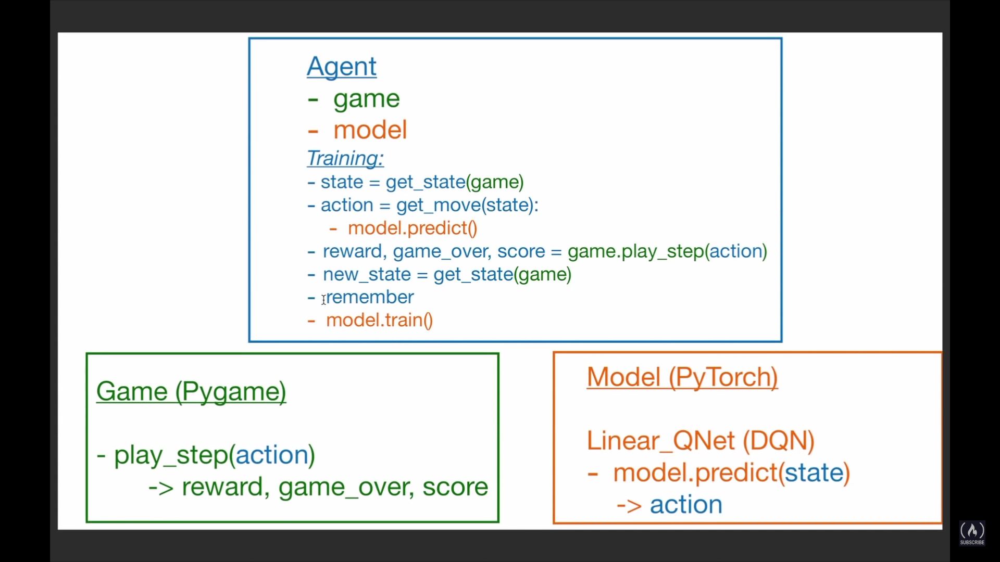 Agent
- game
- model
Training:
- state = get_state(game)
- action = get_move(state):
- model.predict()
- reward, game_over, score = game.play_step(action)
- new_state = get_state(game)
- remember
- model.train()
Game (Pygame)
- play_step(action)
-> reward, game_over, score
Model (PyTorch)
Linear_QNet (DQN)
- model.predict(state)
-> action
SUBSCRIBE